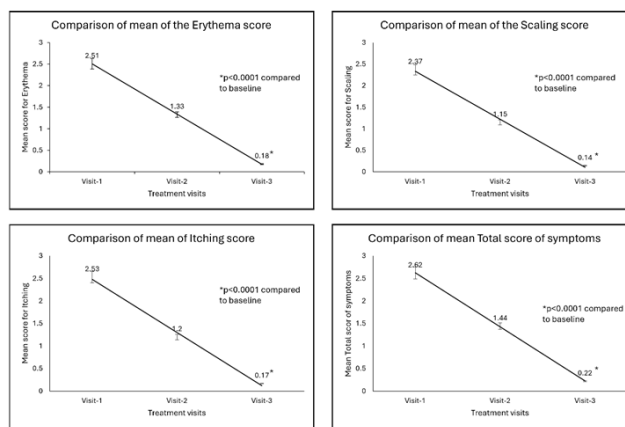 Comparison of mean of the Erythema score
Mean score for Erythema
3
2.5
2
1.5
1
0.5
0
2.51
1.33
0.18*
*p<0.0001 compared
to baseline
Visit-1 Visit-2 Visit-3
Treatment visits
Comparison of mean of the Scaling score
Mean score for Scaling
3
2.5
2
1.5
1
0.5
0
2.37
1.15
0.14 *
*p<0.0001 compared
to baseline
Visit-1 Visit-2 Visit-3
Treatment visits
Comparison of mean of Itching score
Mean score for Itching
3
2.5
2
1.5
1
0.5
0
2.53
1.2
0.17*
*p<0.0001 compared
to baseline
Visit-1 Visit-2 Visit-3
Treatment visits
Comparison of mean Total score of symptoms
Mean Total scor of symptoms
3
2.5
2
1.5
1
0.5
0
2.62
1.44
0.22 *
*p<0.0001 compared
to baseline
Visit-1 Visit-2 Visit-3
Treatment visits